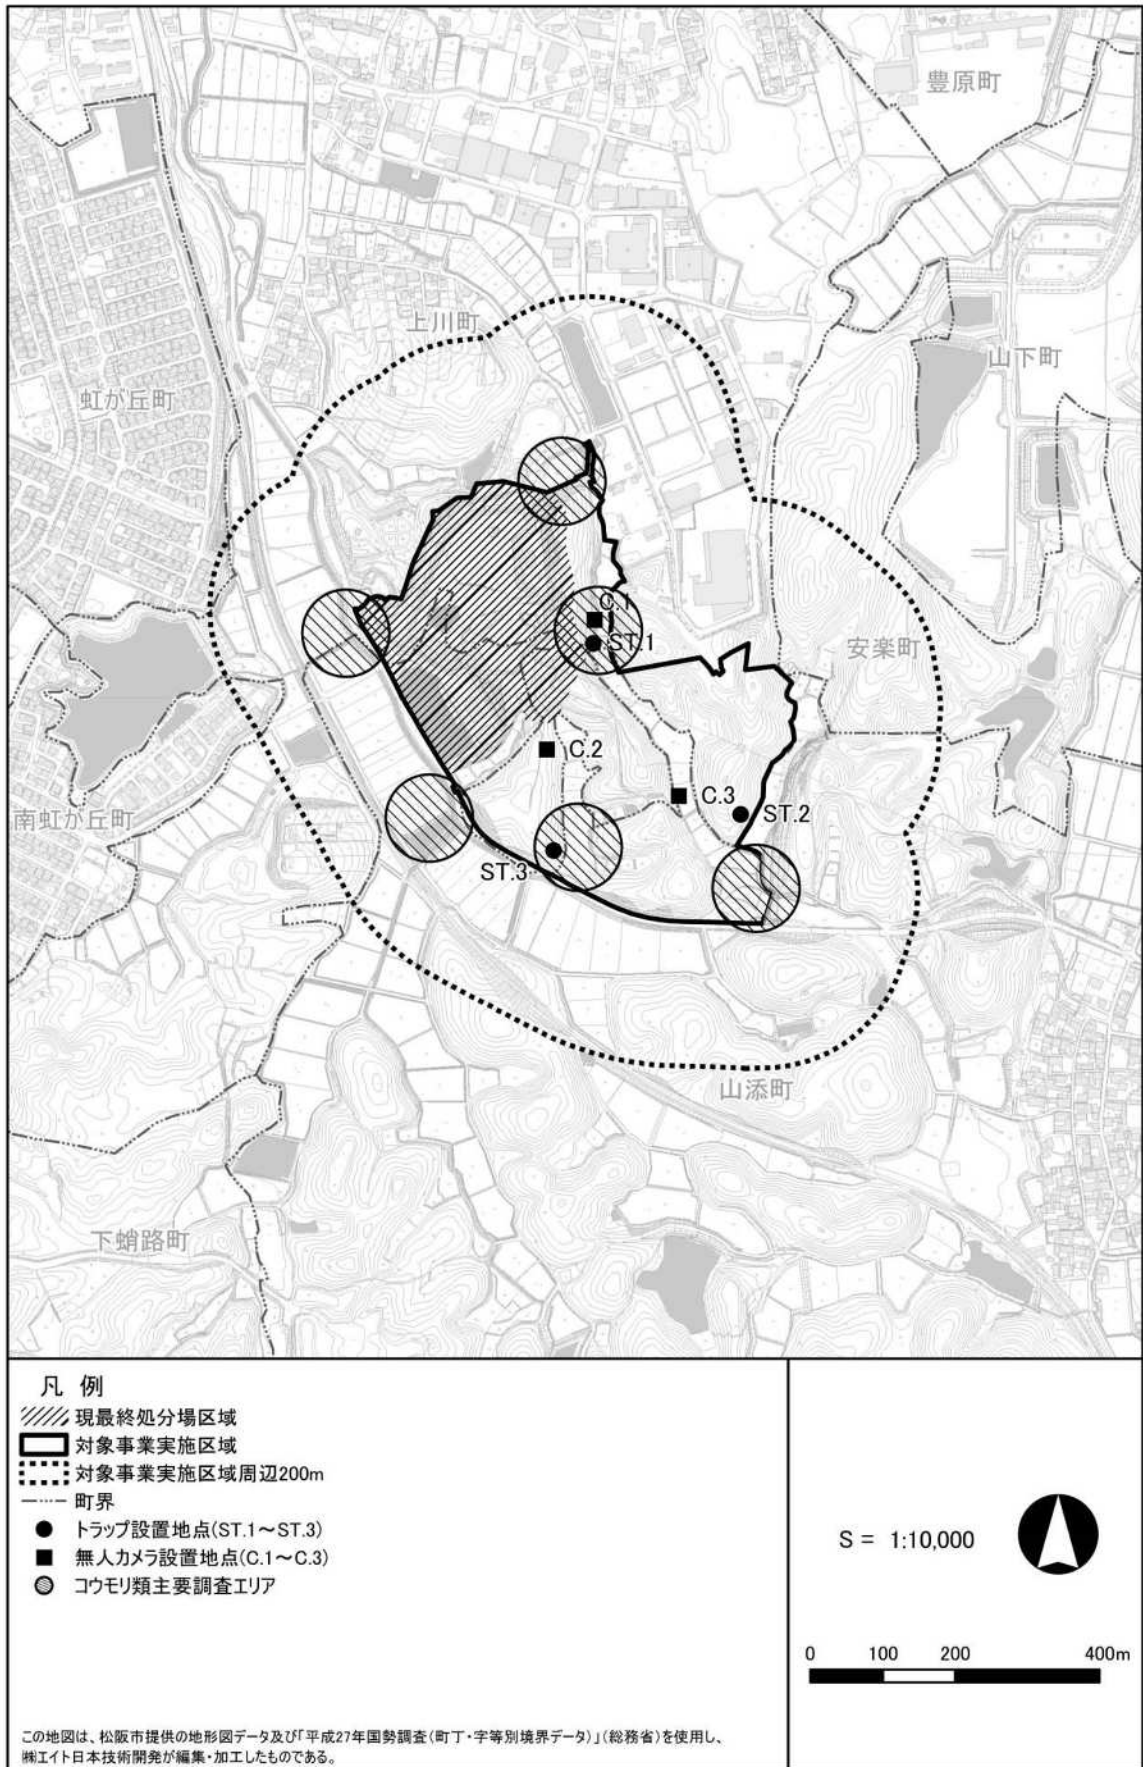 豊原町
上川町
山下町
虹が丘町
C.1
ST.1
安楽町
C.2
C.3
ST.2
南虹が丘町
ST.3
山添町
下蛸路町
凡 例
現最終処分場区域
対象事業実施区域
対象事業実施区域周辺200m
町界
トラップ設置地点(ST.1～ST.3)
無人カメラ設置地点(C.1～C.3)
コウモリ類主要調査エリア
S = 1:10,000
0 100 200 400m
この地図は、松阪市提供の地形図データ及び「平成27年国勢調査(町丁・字等別境界データ)」(総務省)を使用し、
㈱エイト日本技術開発が編集・加工したものである。